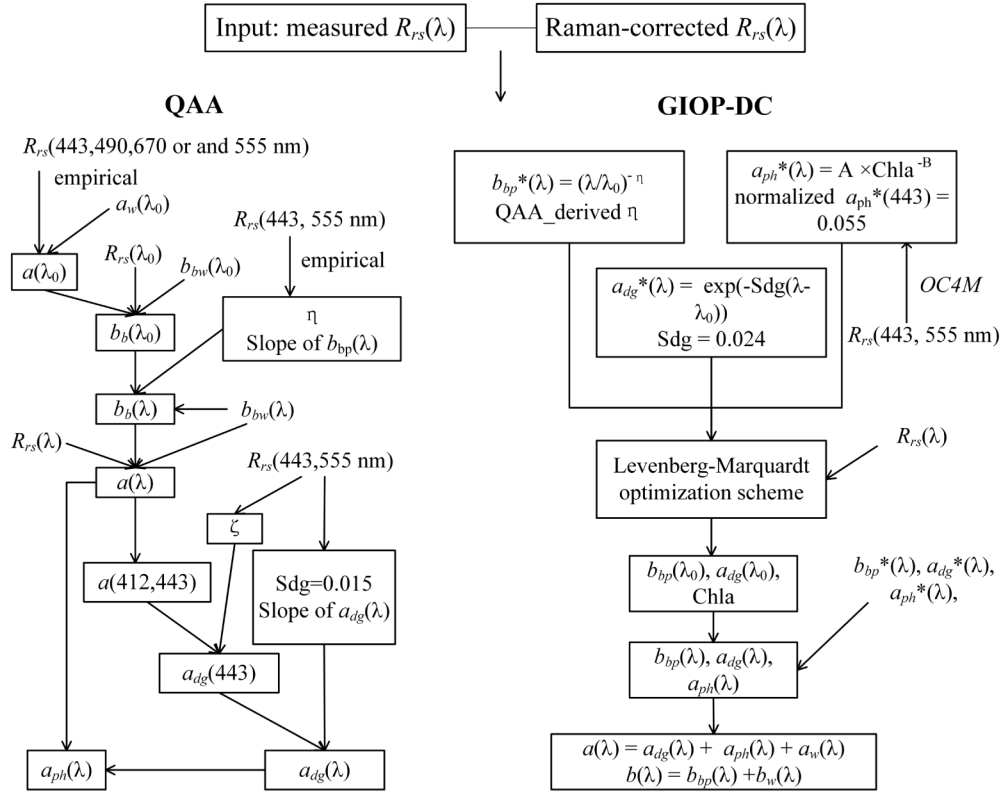 Input: measured Rrs(λ)
Raman-corrected Rrs(λ)
QAA
Rrs(443,490,670 or and 555 nm)
empirical
aw(λ0)
Rrs(443, 555 nm)
empirical
Rrs(λ0)
bbw(λ0)
a(λ0)
bb(λ0)
η
Slope of bbp(λ)
bb(λ)
bbw(λ)
Rrs(λ)
a(λ)
Rrs(443,555 nm)
ζ
a(412,443)
Sdg=0.015
Slope of adg(λ)
adg(443)
aph(λ)
adg(λ)
GIOP-DC
bbp*(λ) = (λ/λ0)- η
QAA_derived η
aph*(λ) = A ×Chla -B
normalized aph*(443) =
0.055
adg*(λ) = exp(-Sdg(λ-
λ0))
Sdg = 0.024
OC4M
Rrs(443, 555 nm)
Rrs(λ)
Levenberg-Marquardt
optimization scheme
bbp(λ0), adg(λ0),
Chla
bbp*(λ), adg*(λ),
aph*(λ),
bbp(λ), adg(λ),
aph(λ)
a(λ) = adg(λ) + aph(λ) + aw(λ)
b(λ) = bbp(λ) +bw(λ)